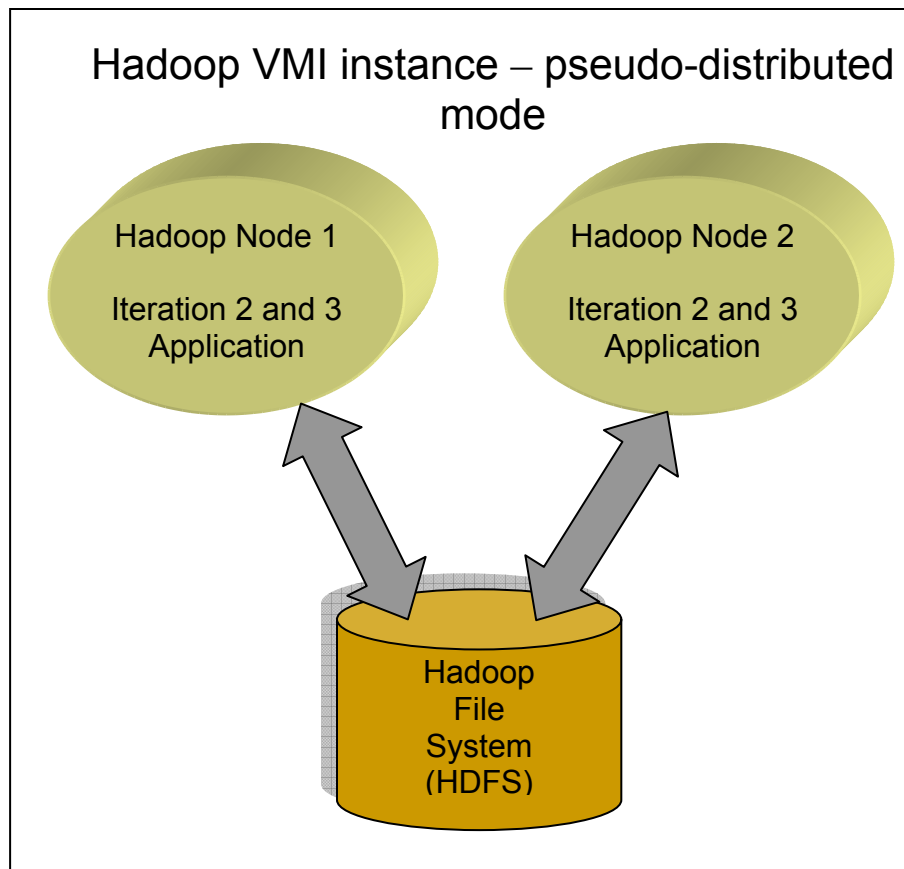 Hadoop VMI instance – pseudo-distributed
mode
Hadoop Node 1
Iteration 2 and 3
Application
Hadoop Node 2
Iteration 2 and 3
Application
Hadoop
File
System
(HDFS)